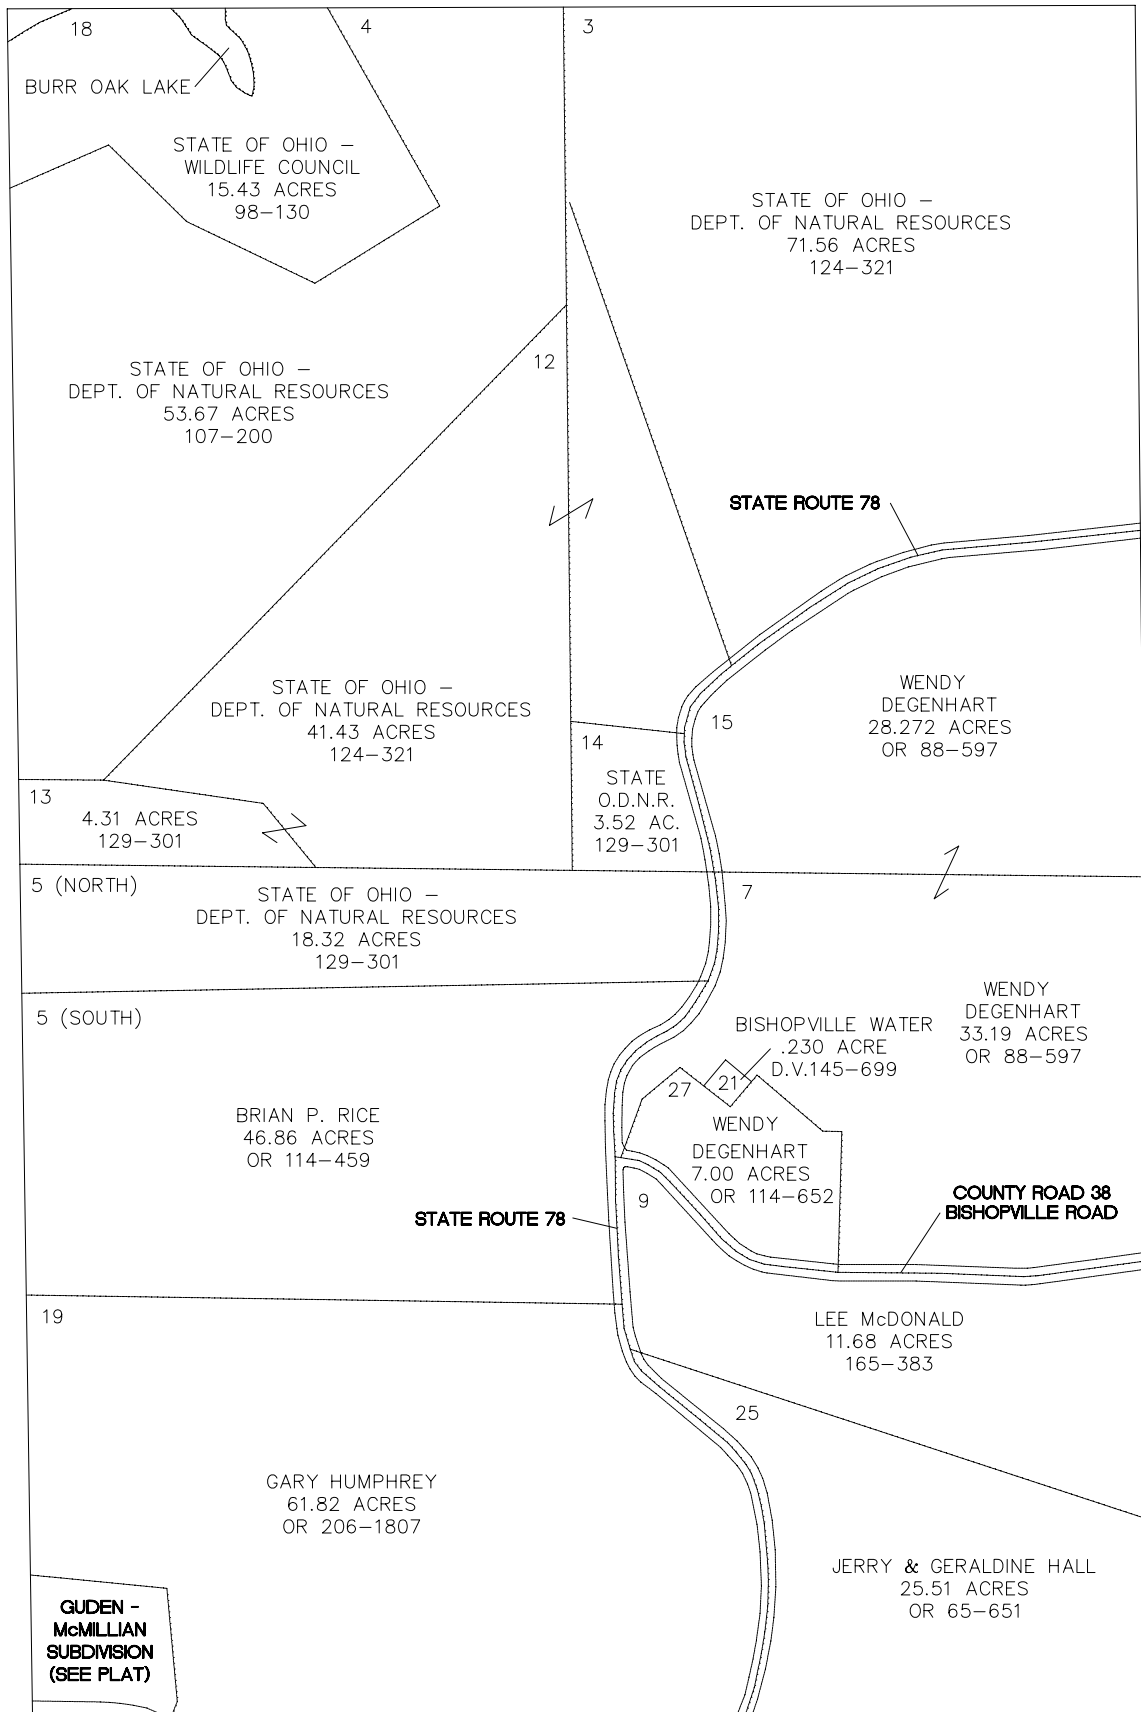 18
4
3
BURR OAK LAKE
STATE OF OHIO –
WILDLIFE COUNCIL
15.43 ACRES
98–130
STATE OF OHIO –
DEPT. OF NATURAL RESOURCES
71.56 ACRES
124–321
12
STATE OF OHIO –
DEPT. OF NATURAL RESOURCES
53.67 ACRES
107–200
STATE ROUTE 78
STATE OF OHIO –
DEPT. OF NATURAL RESOURCES
41.43 ACRES
124–321
15
WENDY
DEGENHART
28.272 ACRES
OR 88–597
14
STATE
O.D.N.R.
3.52 AC.
129–301
13
4.31 ACRES
129–301
5 (NORTH)
STATE OF OHIO –
DEPT. OF NATURAL RESOURCES
18.32 ACRES
129–301
7
5 (SOUTH)
WENDY
DEGENHART
33.19 ACRES
OR 88–597
BISHOPVILLE WATER
.230 ACRE
D.V.145–699
21
27
WENDY
DEGENHART
7.00 ACRES
OR 114–652
BRIAN P. RICE
46.86 ACRES
OR 114–459
9
STATE ROUTE 78
COUNTY ROAD 38
BISHOPVILLE ROAD
19
LEE McDONALD
11.68 ACRES
165–383
25
GARY HUMPHREY
61.82 ACRES
OR 206–1807
JERRY & GERALDINE HALL
25.51 ACRES
OR 65–651
GUDEN -
McMILLIAN
SUBDIVISION
(SEE PLAT)